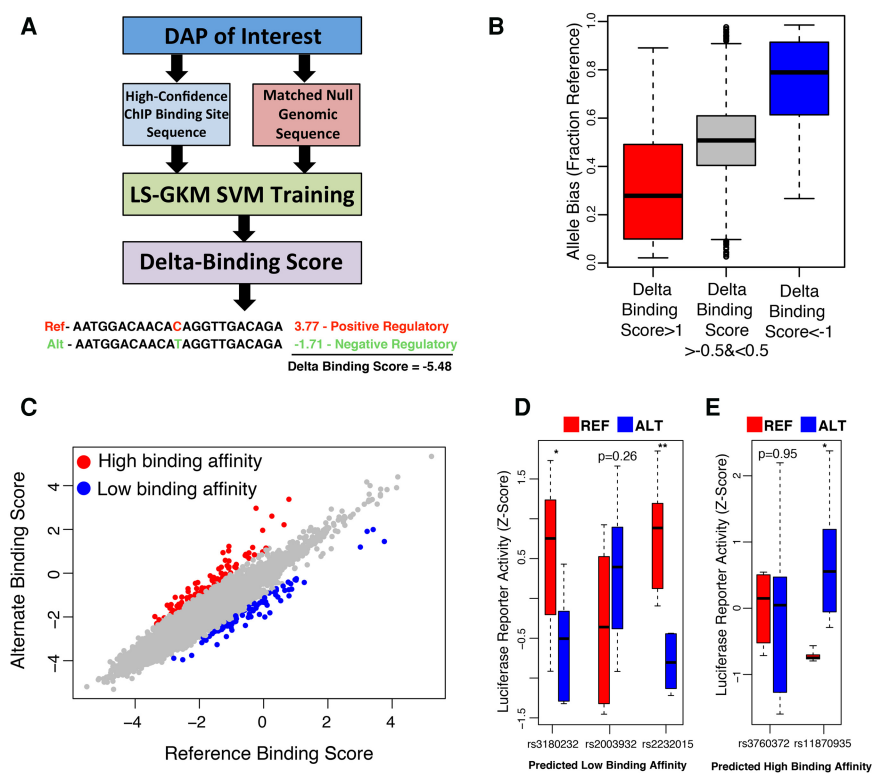 A
DAP of Interest
High-Confidence
ChIP Binding Site
Sequence
Matched Null
Genomic
Sequence
LS-GKM SVM Training
Delta-Binding Score
Ref- AATGGACAACACAGGTTGACAGA 3.77 - Positive Regulatory
Alt - AATGGACAACATAGGTTGACAGA -1.71 - Negative Regulatory
Delta Binding Score = -5.48
B
Allele Bias (Fraction Reference)
1.0
0.8
0.6
0.4
0.2
0.0
Delta
Binding
Score>1
Delta
Binding
Score
>-0.5&<0.5
Delta
Binding
Score<-1
C
High binding affinity
Low binding affinity
Alternate Binding Score
4
2
0
−2
−4
−4 −2 0 2 4
Reference Binding Score
D
REF ALT
Luciferase Reporter Activity (Z-Score)
1.5
0.5
−0.5
−1.5
*
p=0.26
**
rs3180232 rs2003932 rs2232015
Predicted Low Binding Affinity
E
REF ALT
Luciferase Reporter Activity (Z-Score)
2
1
0
−1
p=0.95
*
rs3760372 rs11870935
Predicted High Binding Affinity